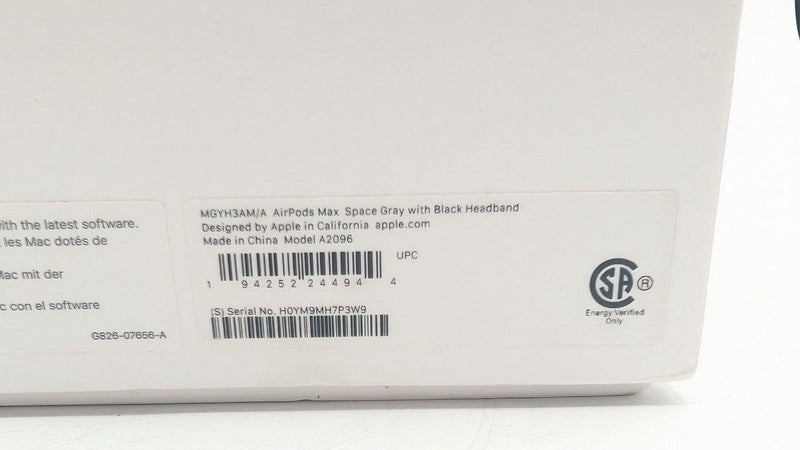 with the latest software.
les Mac dotés de
Mac mit der
c con el software
G826-07656-A
MGYH3AM/A AirPods Max Space Gray with Black Headband
Designed by Apple in California apple.com
Made in China Model A2096
UPC
1 94252 24494 4
(S) Serial No. H0YM9MH7P3W9
CSA ®
Energy Verified
Only